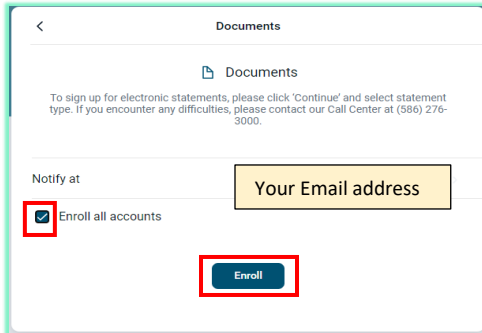 Documents
Documents
To sign up for electronic statements, please click 'Continue' and select statement
type. If you encounter any difficulties, please contact our Call Center at (586) 276-
3000.
Notify at
Your Email address
Enroll all accounts
Enroll